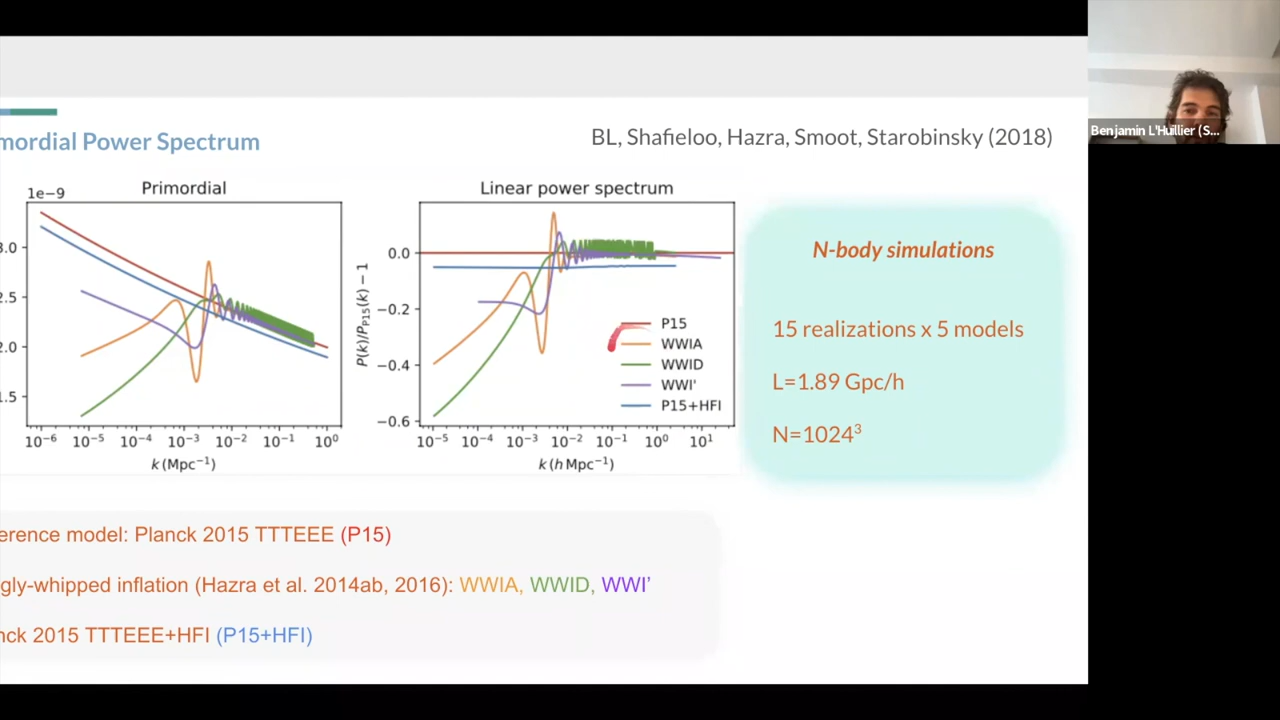 mordial Power Spectrum
BL, Shafieloo, Hazra, Smoot, Starobinsky (2018)
Benjamin L'Huillier (S...
Primordial
1e−9
3.0
2.5
2.0
1.5
10⁻⁶ 10⁻⁵ 10⁻⁴ 10⁻³ 10⁻² 10⁻¹ 10⁰
k (Mpc⁻¹)
Linear power spectrum
P(k)/P_P15(k) − 1
0.0
−0.2
−0.4
−0.6
10⁻⁵ 10⁻⁴ 10⁻³ 10⁻² 10⁻¹ 10⁰ 10¹
k (h Mpc⁻¹)
P15
WWIA
WWID
WWI'
P15+HFI
N-body simulations
15 realizations x 5 models
L=1.89 Gpc/h
N=1024³
erence model: Planck 2015 TTTEEE (P15)
gly-whipped inflation (Hazra et al. 2014ab, 2016): WWIA, WWID, WWI'
nck 2015 TTTEEE+HFI (P15+HFI)